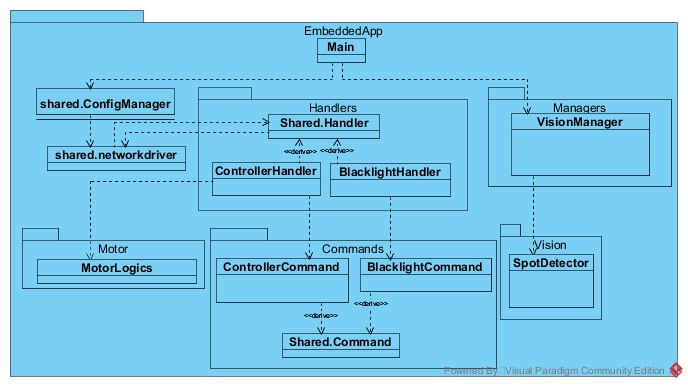 EmbeddedApp
Main
shared.ConfigManager
Handlers
Managers
Shared.Handler
VisionManager
<<derive>> <<derive>>
shared.networkdriver
ControllerHandler
BlacklightHandler
Motor
Commands
Vision
MotorLogics
ControllerCommand
BlacklightCommand
SpotDetector
<<derive>> <<derive>>
Shared.Command
Powered By Visual Paradigm Community Edition